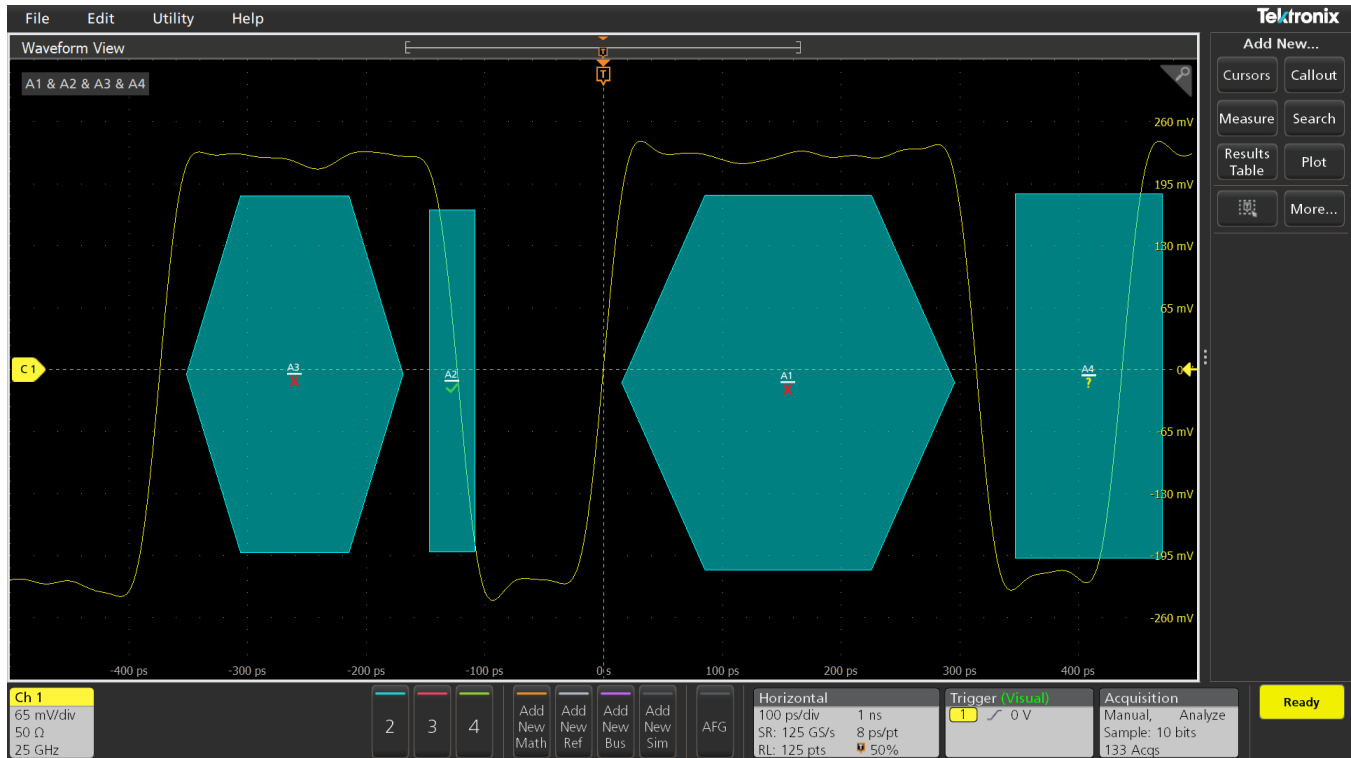 File Edit Utility Help
Tektronix
Waveform View
T
Add New...
A1 & A2 & A3 & A4
T
Cursors Callout
Measure Search
Results Table Plot
More...
260 mV
195 mV
130 mV
65 mV
0
-65 mV
-130 mV
-195 mV
-260 mV
C 1
A3
X
A2
A1
X
A4
?
-400 ps -300 ps -200 ps -100 ps 0 s 100 ps 200 ps 300 ps 400 ps
Ch 1
65 mV/div
50 Ω
25 GHz
2 3 4
Add New Math
Add New Ref
Add New Bus
Add New Sim
AFG
Horizontal
100 ps/div 1 ns
SR: 125 GS/s 8 ps/pt
RL: 125 pts 50%
Trigger (Visual)
1 0 V
Acquisition
Manual, Analyze
Sample: 10 bits
133 Acqs
Ready